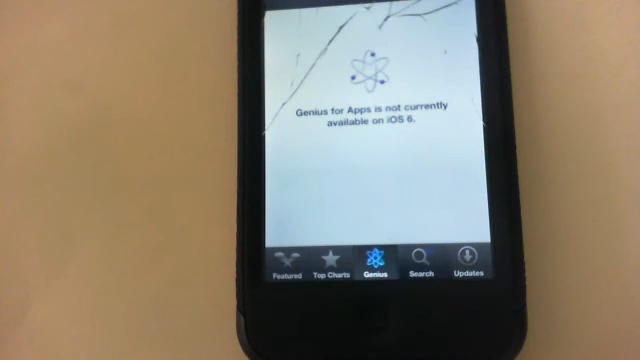 Genius for Apps is not currently
available on iOS 6.
Featured
Top Charts
Genius
Search
Updates